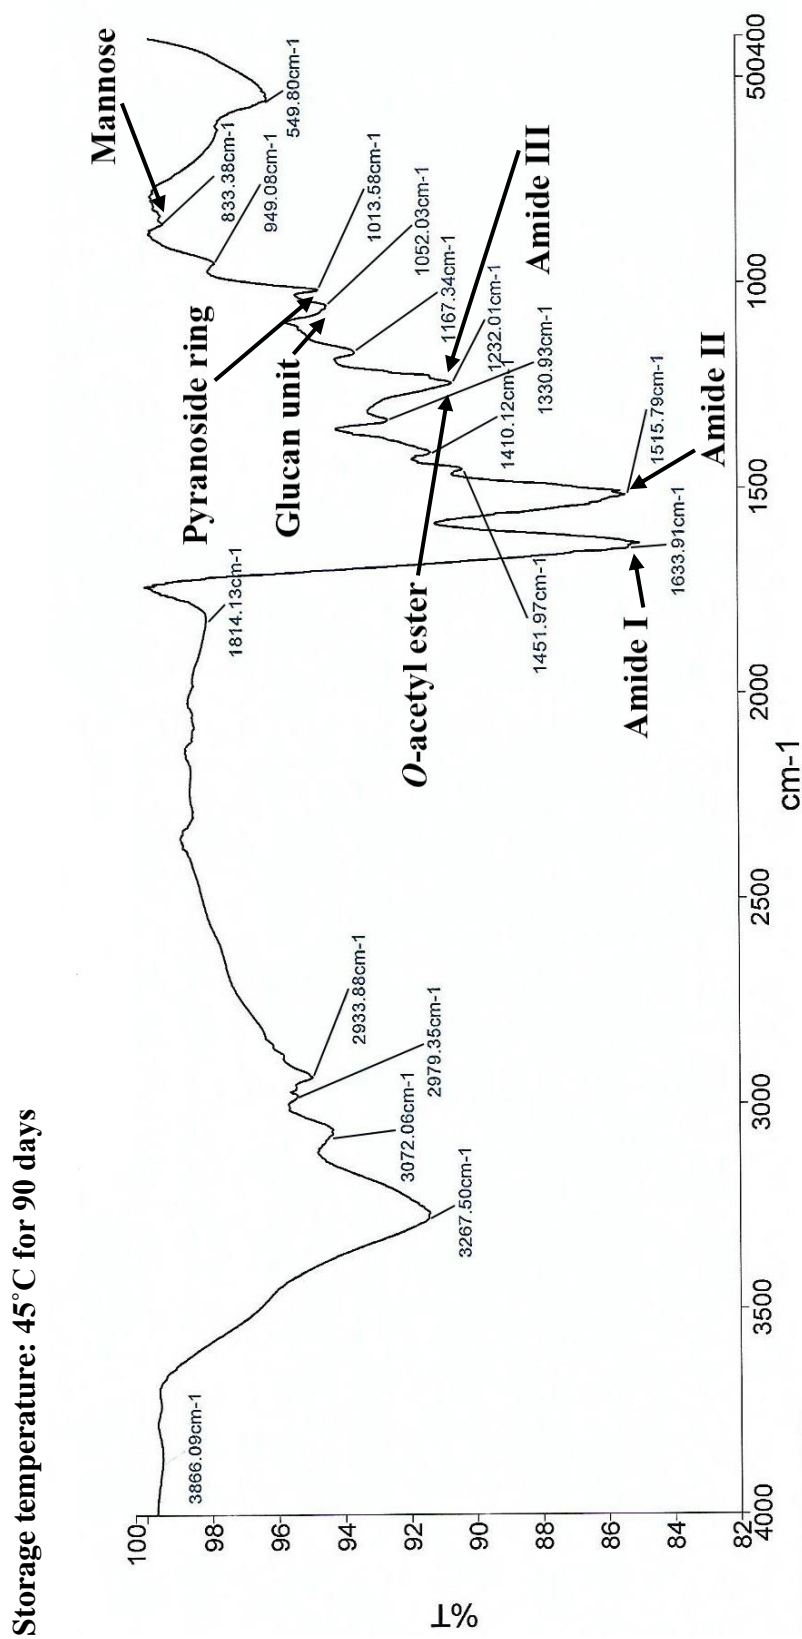 Storage temperature: 45°C for 90 days
%T
100
98
96
94
92
90
88
86
84
82
4000
3500
3000
2500
2000
1500
1000
500
400
cm-1
3866.09cm-1
3267.50cm-1
3072.06cm-1
2979.35cm-1
2933.88cm-1
1814.13cm-1
1633.91cm-1
1515.79cm-1
1451.97cm-1
1410.12cm-1
1330.93cm-1
1232.01cm-1
1167.34cm-1
1052.03cm-1
1013.58cm-1
949.08cm-1
833.38cm-1
549.80cm-1
Amide I
Amide II
O-acetyl ester
Amide III
Glucan unit
Pyranoside ring
Mannose